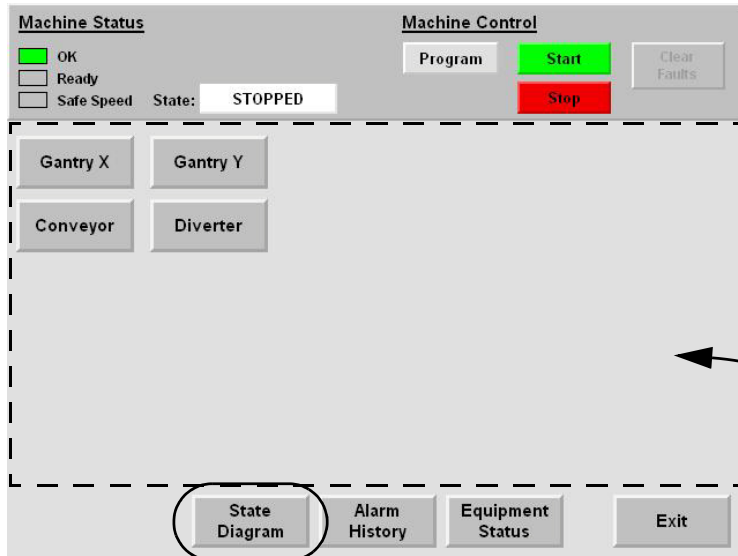 Machine Status
Machine Control
OK
Ready
Safe Speed
State:
STOPPED
Program
Start
Stop
Clear
Faults
Gantry X
Gantry Y
Conveyor
Diverter
State
Diagram
Alarm
History
Equipment
Status
Exit